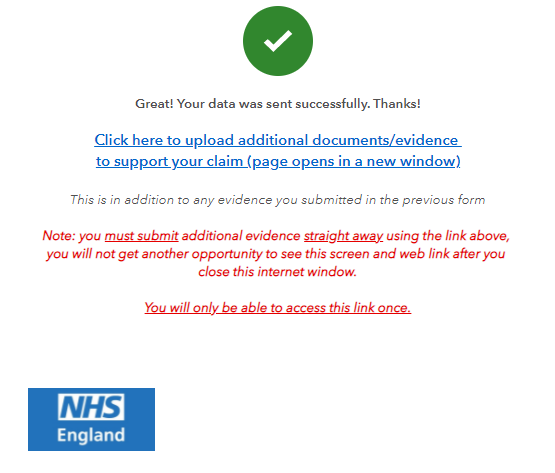 Great! Your data was sent successfully. Thanks!
Click here to upload additional documents/evidence
to support your claim (page opens in a new window)
This is in addition to any evidence you submitted in the previous form
Note: you must submit additional evidence straight away using the link above,
you will not get another opportunity to see this screen and web link after you
close this internet window.
You will only be able to access this link once.
NHS
England